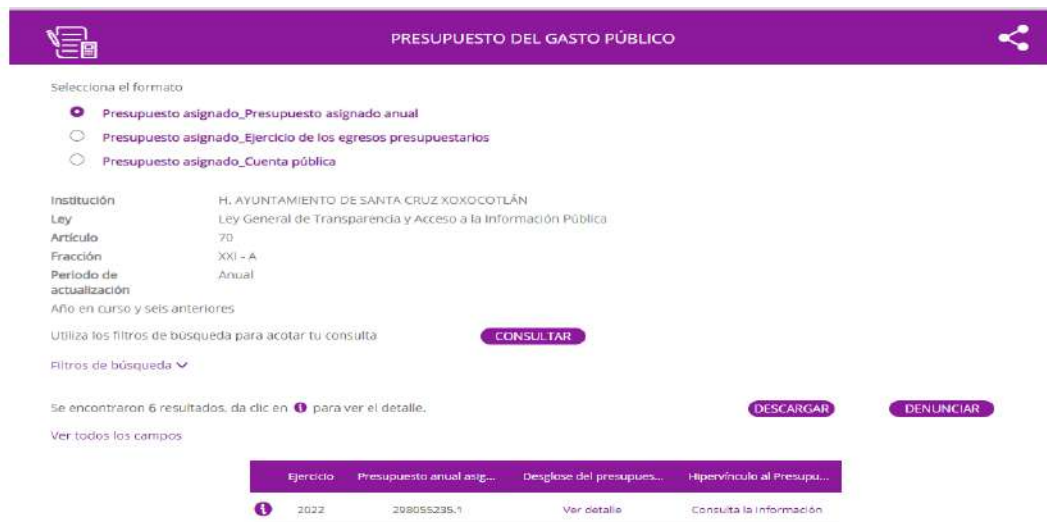 PRESUPUESTO DEL GASTO PÚBLICO
Selecciona el formato
Presupuesto asignado_Presupuesto asignado anual
Presupuesto asignado_Ejercicio de los egresos presupuestarios
Presupuesto asignado_Cuenta pública
Institución H. AYUNTAMIENTO DE SANTA CRUZ XOXOCOTLÁN
Ley Ley General de Transparencia y Acceso a la Información Pública
Artículo 70
Fracción XXI - A
Periodo de actualización Anual
Año en curso y seis anteriores
Utiliza los filtros de búsqueda para acotar tu consulta CONSULTAR
Filtros de búsqueda
Se encontraron 6 resultados, da clic en i para ver el detalle. DESCARGAR DENUNCIAR
Ver todos los campos
Ejercicio Presupuesto anual asig... Desglose del presupues... Hipervínculo al Presupu...
i 2022 298055235.1 Ver detalle Consulta la información